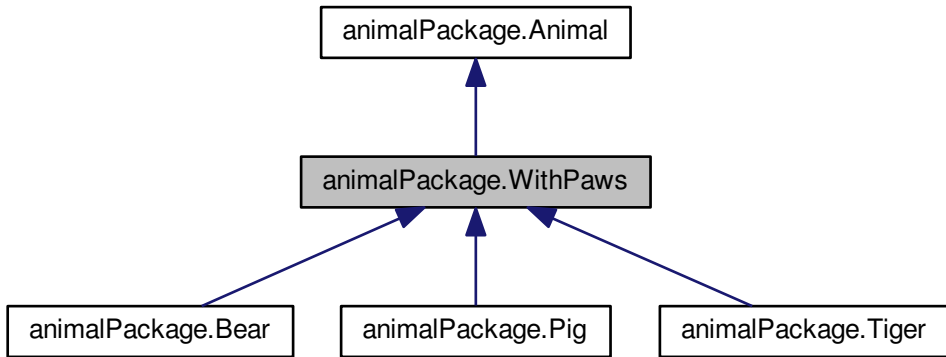 animalPackage.Animal
animalPackage.WithPaws
animalPackage.Bear
animalPackage.Pig
animalPackage.Tiger